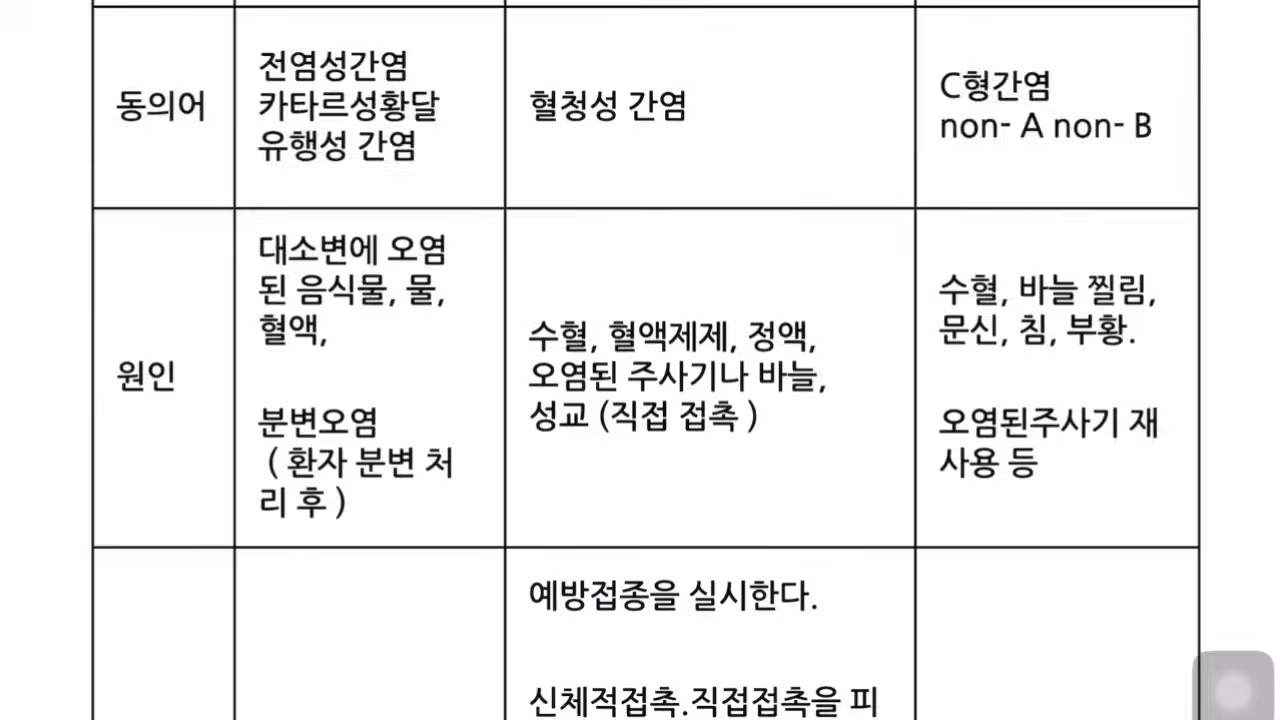 동의어
전염성간염
카타르성황달
유행성 간염
혈청성 간염
C형간염
non- A non- B
원인
대소변에 오염
된 음식물, 물,
혈액,
분변오염
( 환자 분변 처
리 후 )
수혈, 혈액제제, 정액,
오염된 주사기나 바늘,
성교 (직접 접촉 )
수혈, 바늘 찔림,
문신, 침, 부황.
오염된주사기 재
사용 등
예방접종을 실시한다.
신체적접촉.직접접촉을 피